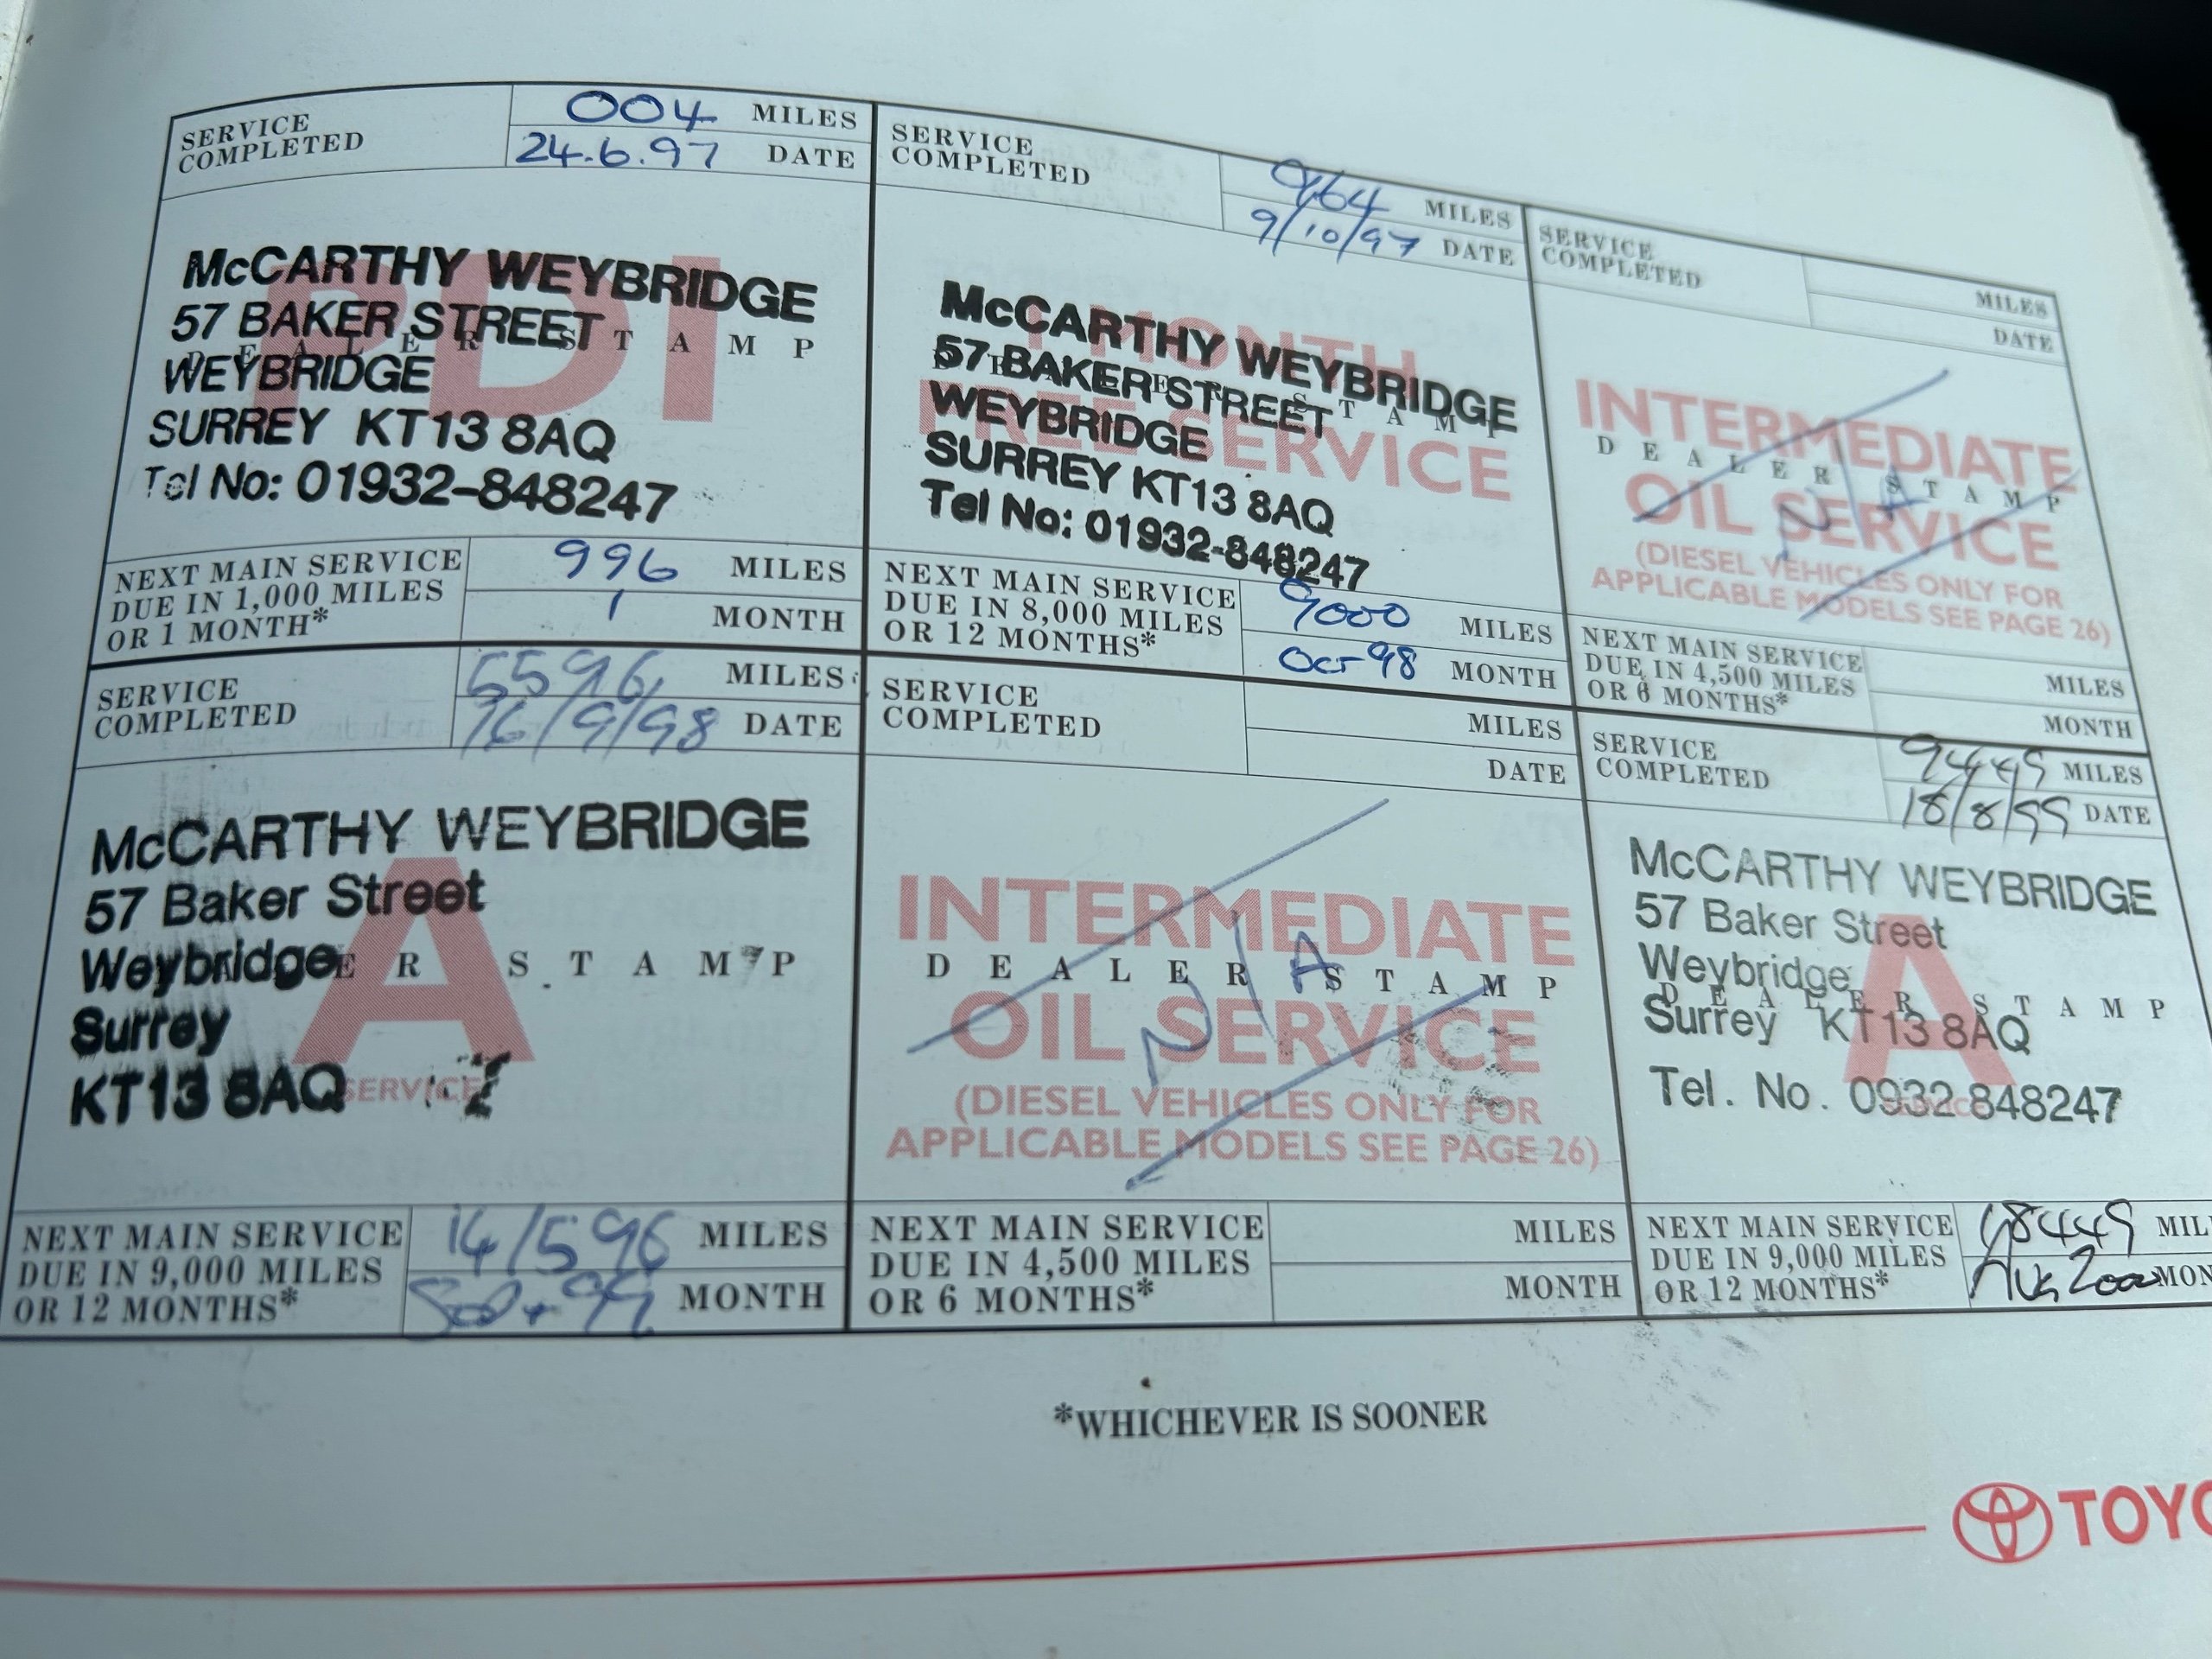 SERVICE COMPLETED
004 MILES
24.6.97 DATE
PDI
DEALER STAMP
McCARTHY WEYBRIDGE
57 BAKER STREET
WEYBRIDGE
SURREY KT13 8AQ
Tel No: 01932-848247
NEXT MAIN SERVICE
DUE IN 1,000 MILES
OR 1 MONTH*
996 MILES
1 MONTH
SERVICE COMPLETED
964 MILES
9/10/97 DATE
1 MONTH
FREE SERVICE
DEALER STAMP
McCARTHY WEYBRIDGE
57 BAKER STREET
WEYBRIDGE
SURREY KT13 8AQ
Tel No: 01932-848247
NEXT MAIN SERVICE
DUE IN 8,000 MILES
OR 12 MONTHS*
9000 MILES
Oct 98 MONTH
SERVICE COMPLETED
MILES
DATE
INTERMEDIATE
DEALER STAMP
OIL SERVICE
N/A
(DIESEL VEHICLES ONLY FOR
APPLICABLE MODELS SEE PAGE 26)
NEXT MAIN SERVICE
DUE IN 4,500 MILES
OR 6 MONTHS*
MILES
MONTH
SERVICE COMPLETED
5596 MILES
16/9/98 DATE
McCARTHY WEYBRIDGE
57 Baker Street
Weybridge
Surrey
KT13 8AQ
A
SERVICE
DEALER STAMP
NEXT MAIN SERVICE
DUE IN 9,000 MILES
OR 12 MONTHS*
14/596 MILES
99 MONTH
SERVICE COMPLETED
MILES
DATE
INTERMEDIATE
DEALER STAMP
OIL SERVICE
N/A
(DIESEL VEHICLES ONLY FOR
APPLICABLE MODELS SEE PAGE 26)
NEXT MAIN SERVICE
DUE IN 4,500 MILES
OR 6 MONTHS*
MILES
MONTH
SERVICE COMPLETED
9449 MILES
18/8/99 DATE
McCARTHY WEYBRIDGE
57 Baker Street
Weybridge
Surrey KT13 8AQ
Tel. No. 0932 848247
A
DEALER STAMP
NEXT MAIN SERVICE
DUE IN 9,000 MILES
OR 12 MONTHS*
18449 MIL
Aug 2000 MON
*WHICHEVER IS SOONER
TOYO